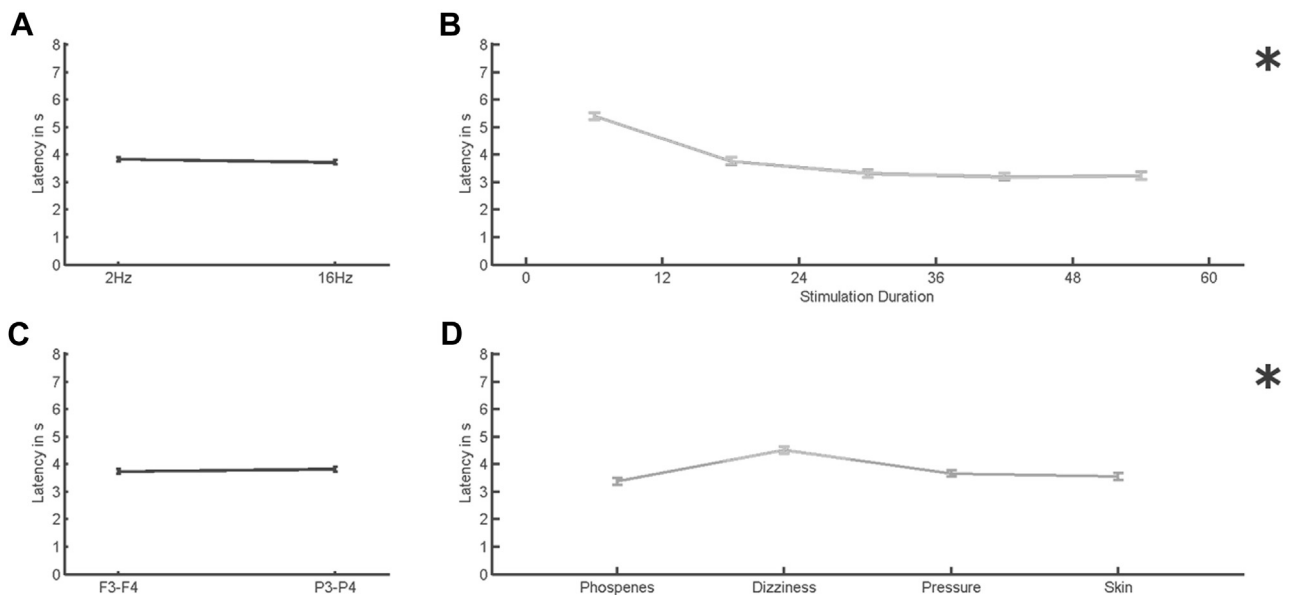 A
8
7
6
5
4
3
2
1
0
Latency in s
2Hz 16Hz
B
8
7
6
5
4
3
2
1
0
Latency in s
0 12 24 36 48 60
Stimulation Duration
*
C
8
7
6
5
4
3
2
1
0
Latency in s
F3-F4 P3-P4
D
8
7
6
5
4
3
2
1
0
Latency in s
Phospenes Dizziness Pressure Skin
*